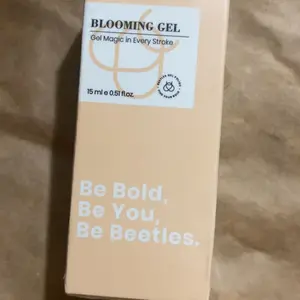 BLOOMING GEL
Gel Magic in Every Stroke
15 ml e 0.51 fl.oz.
Be Bold,
Be You,
Be Beetles.